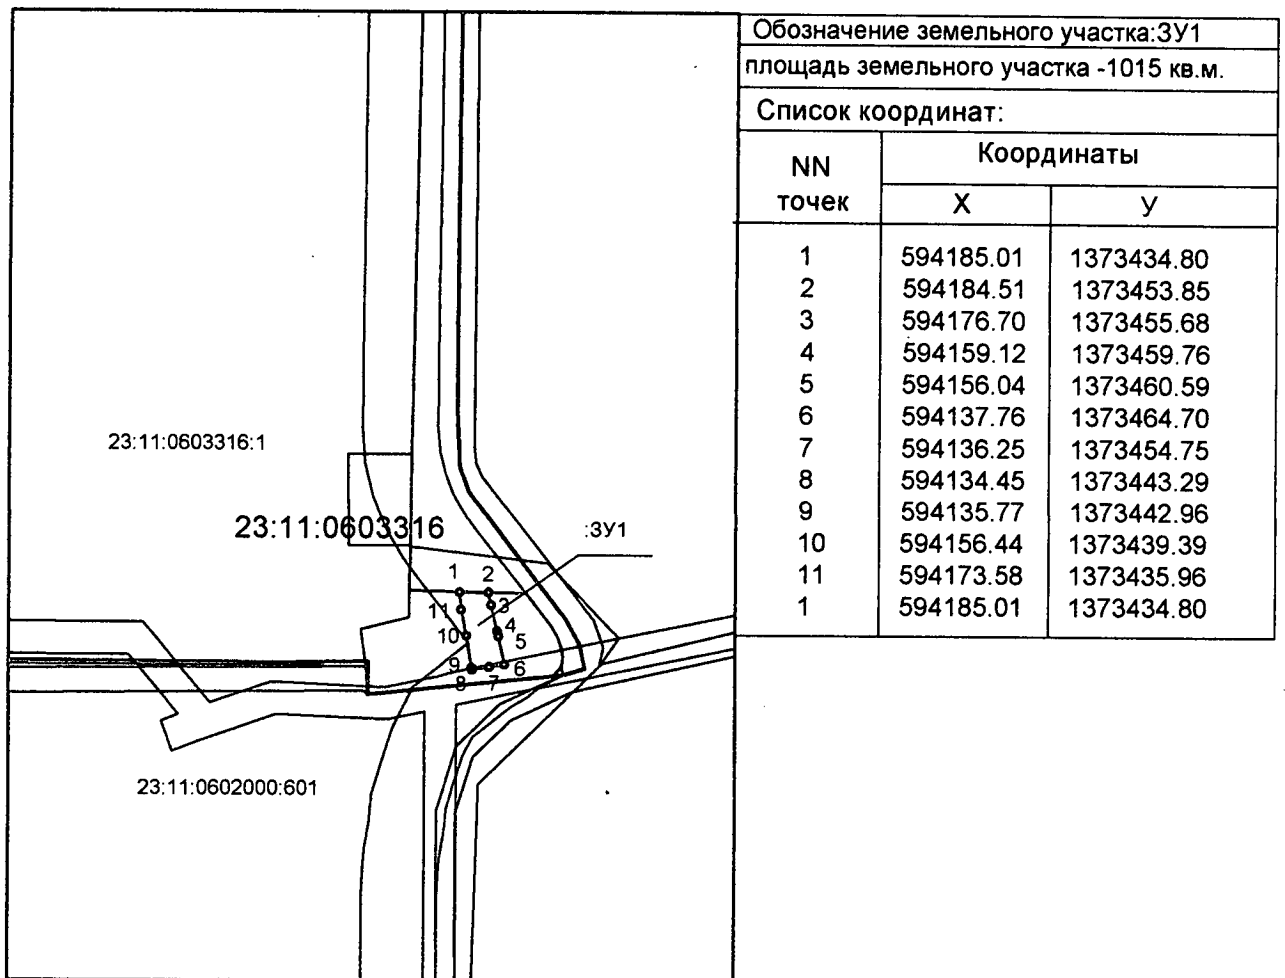 Обозначение земельного участка:ЗУ1
площадь земельного участка -1015 кв.м.
Список координат:
NN точек Координаты
Х У
1 594185.01 1373434.80
2 594184.51 1373453.85
3 594176.70 1373455.68
4 594159.12 1373459.76
5 594156.04 1373460.59
6 594137.76 1373464.70
7 594136.25 1373454.75
8 594134.45 1373443.29
9 594135.77 1373442.96
10 594156.44 1373439.39
11 594173.58 1373435.96
1 594185.01 1373434.80
23:11:0603316:1
23:11:0603316
:ЗУ1
1 2
11 3
10 4
5
9 6
8 7
23:11:0602000:601